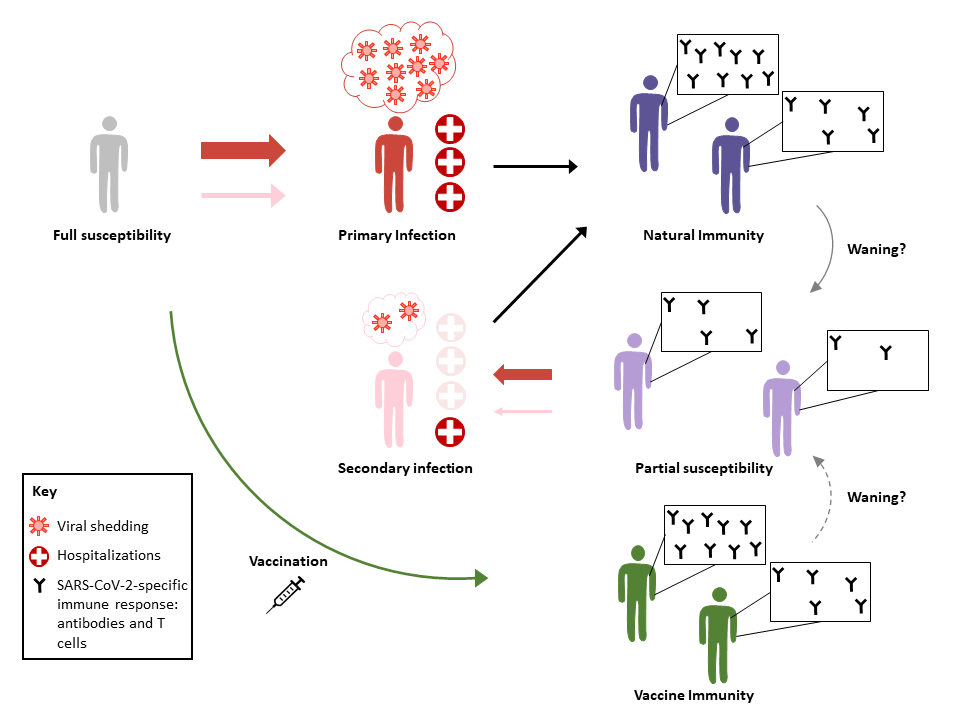 Full susceptibility
Primary Infection
Natural Immunity
Waning?
Secondary infection
Partial susceptibility
Waning?
Key
Viral shedding
Hospitalizations
SARS-CoV-2-specific
immune response:
antibodies and T
cells
Vaccination
Vaccine Immunity